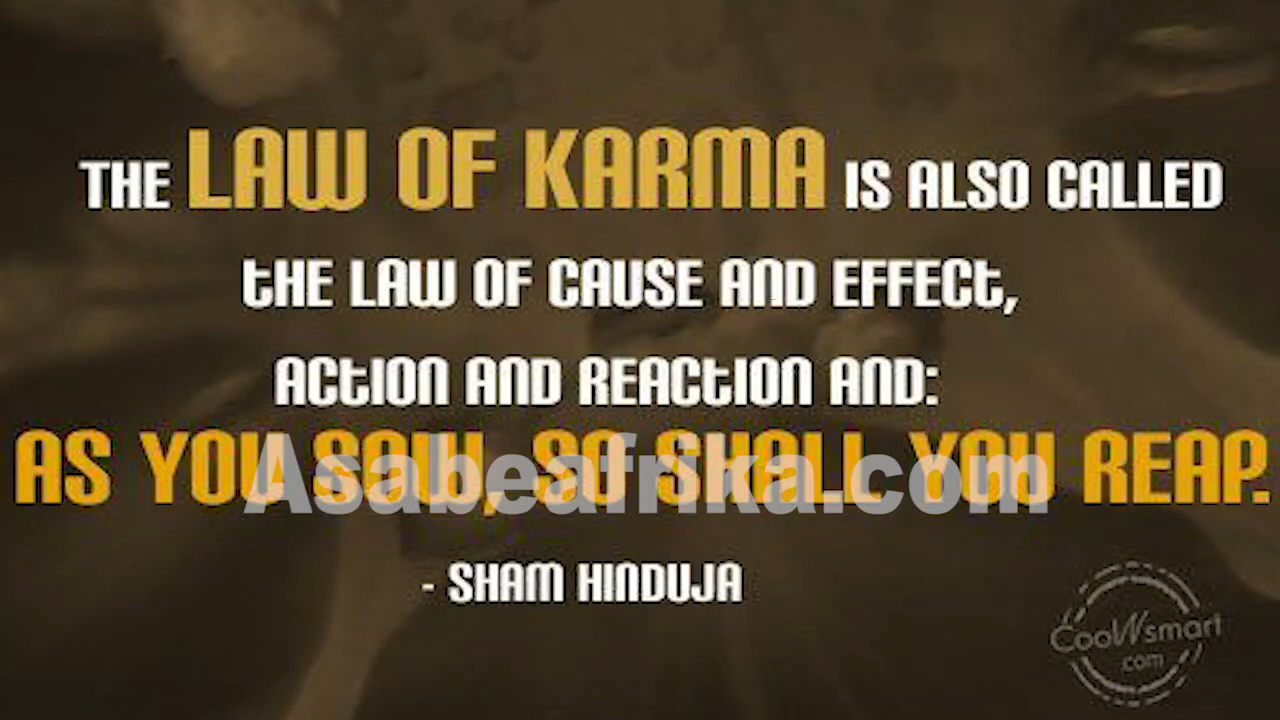 THE LAW OF KARMA IS ALSO CALLED
THE LAW OF CAUSE AND EFFECT,
ACTION AND REACTION AND:
AS YOU SOW, SO SHALL YOU REAP.
Asabeafrika.com
- SHAM HINDUJA
CooWsmart
.com